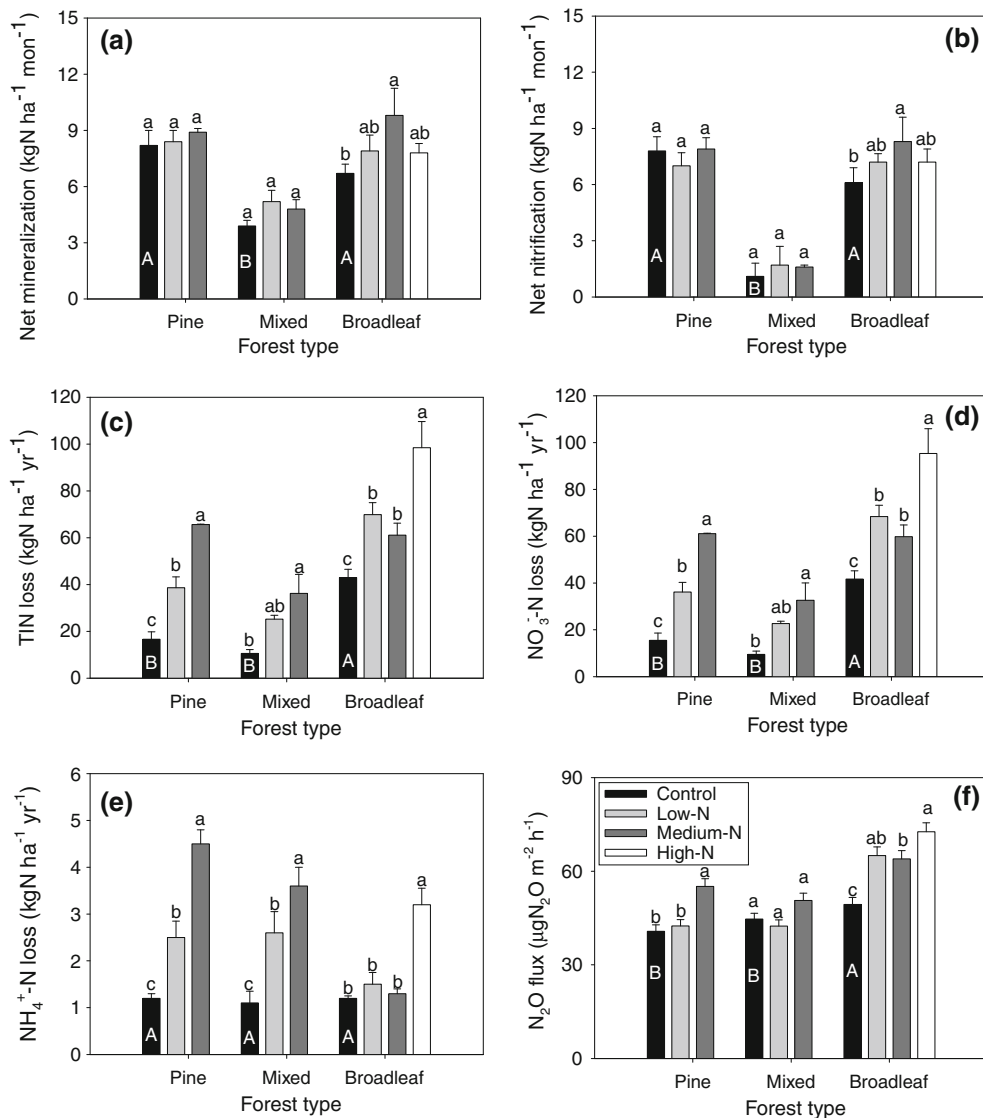 (a)
Net mineralization (kgN ha⁻¹ mon⁻¹)
15
12
9
6
3
0
a a a
a a a
b ab a ab
A B A
Pine Mixed Broadleaf
Forest type
(b)
Net nitrification (kgN ha⁻¹ mon⁻¹)
15
12
9
6
3
0
a a a
a a a
b ab a ab
A B A
Pine Mixed Broadleaf
Forest type
(c)
TIN loss (kgN ha⁻¹ yr⁻¹)
120
100
80
60
40
20
0
c b a
b ab a
c b b a
B B A
Pine Mixed Broadleaf
Forest type
(d)
NO₃⁻-N loss (kgN ha⁻¹ yr⁻¹)
120
100
80
60
40
20
0
c b a
b ab a
c b b a
B B A
Pine Mixed Broadleaf
Forest type
(e)
NH₄⁺-N loss (kgN ha⁻¹ yr⁻¹)
6
5
4
3
2
1
0
c b a
c b a
b b b a
A A A
Pine Mixed Broadleaf
Forest type
(f)
N₂O flux (µgN₂O m⁻² h⁻¹)
90
60
30
0
Control
Low-N
Medium-N
High-N
b b a
a a a
c ab b a
B B A
Pine Mixed Broadleaf
Forest type